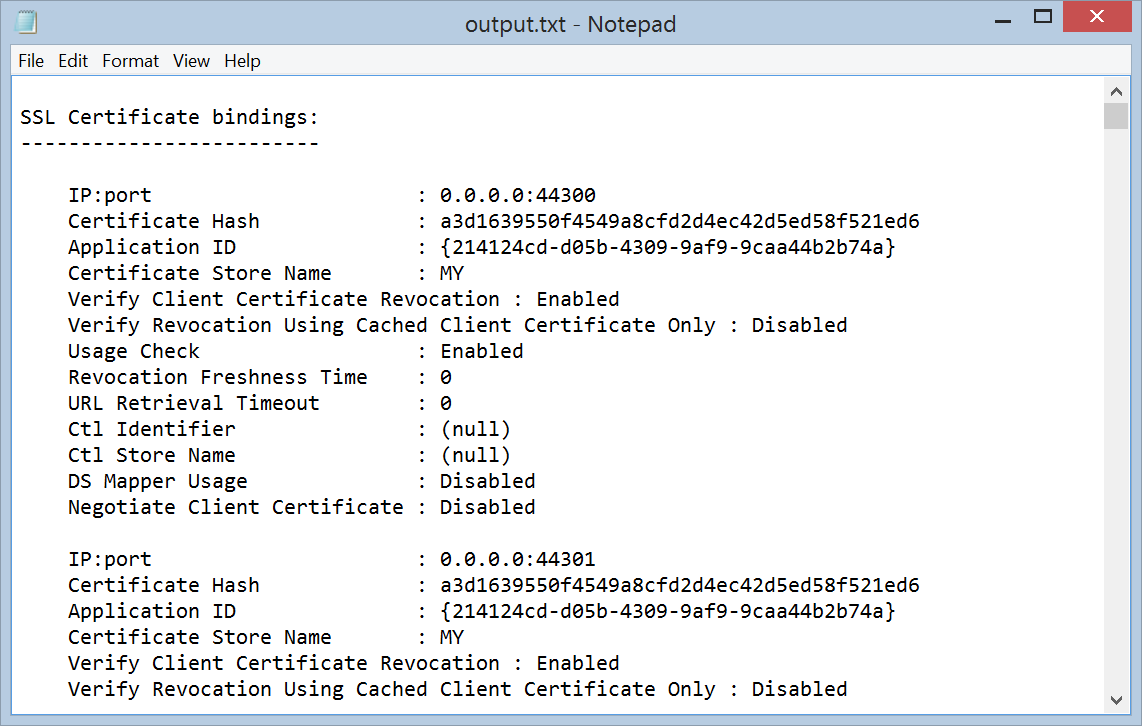 output.txt - Notepad
File Edit Format View Help
SSL Certificate bindings:
-------------------------
IP:port : 0.0.0.0:44300
Certificate Hash : a3d1639550f4549a8cfd2d4ec42d5ed58f521ed6
Application ID : {214124cd-d05b-4309-9af9-9caa44b2b74a}
Certificate Store Name : MY
Verify Client Certificate Revocation : Enabled
Verify Revocation Using Cached Client Certificate Only : Disabled
Usage Check : Enabled
Revocation Freshness Time : 0
URL Retrieval Timeout : 0
Ctl Identifier : (null)
Ctl Store Name : (null)
DS Mapper Usage : Disabled
Negotiate Client Certificate : Disabled
IP:port : 0.0.0.0:44301
Certificate Hash : a3d1639550f4549a8cfd2d4ec42d5ed58f521ed6
Application ID : {214124cd-d05b-4309-9af9-9caa44b2b74a}
Certificate Store Name : MY
Verify Client Certificate Revocation : Enabled
Verify Revocation Using Cached Client Certificate Only : Disabled